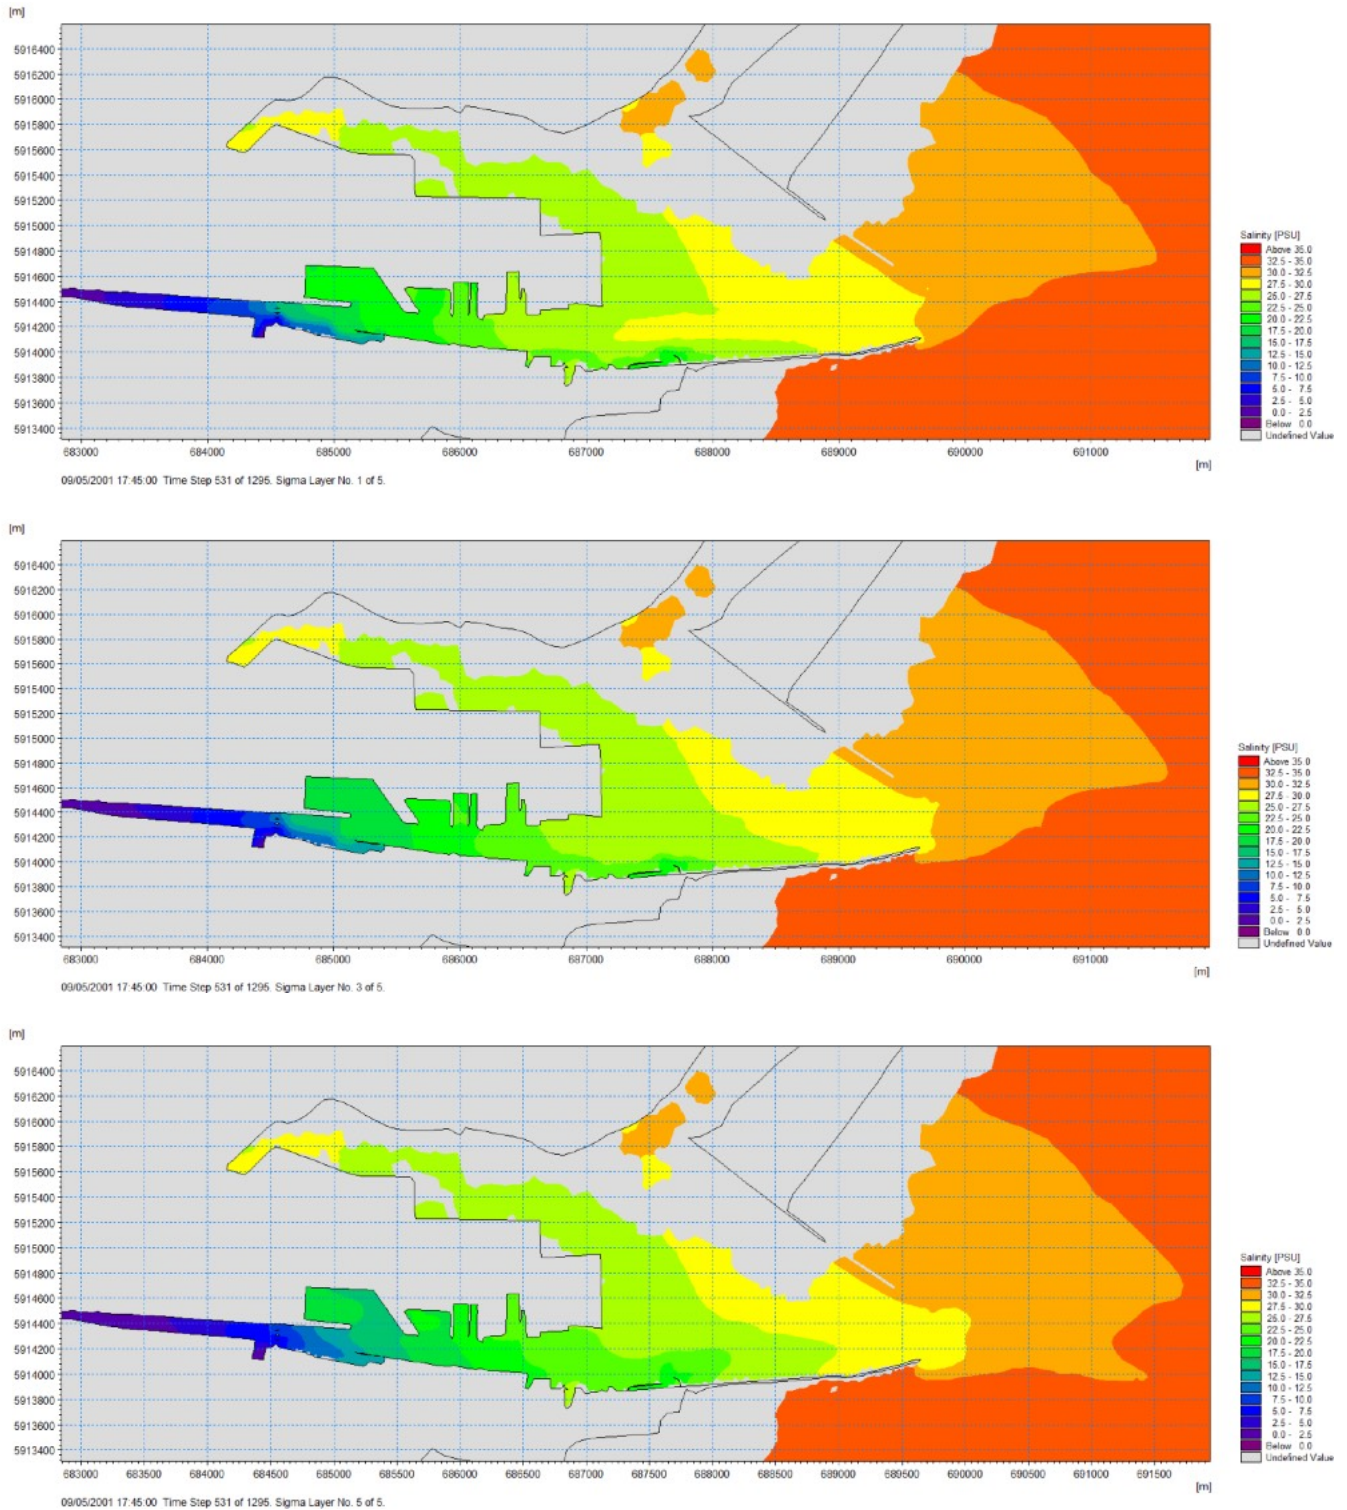 [m]
5916400
5916200
5916000
5915800
5915600
5915400
5915200
5915000
5914800
5914600
5914400
5914200
5914000
5913800
5913600
5913400
683000 684000 685000 686000 687000 688000 689000 690000 691000
[m]
Salinity [PSU]
Above 35.0
32.5 - 35.0
30.0 - 32.5
27.5 - 30.0
25.0 - 27.5
22.5 - 25.0
20.0 - 22.5
17.5 - 20.0
15.0 - 17.5
12.5 - 15.0
10.0 - 12.5
7.5 - 10.0
5.0 - 7.5
2.5 - 5.0
0.0 - 2.5
Below 0.0
Undefined Value
09/05/2001 17:45:00 Time Step 531 of 1295. Sigma Layer No. 1 of 5.
[m]
5916400
5916200
5916000
5915800
5915600
5915400
5915200
5915000
5914800
5914600
5914400
5914200
5914000
5913800
5913600
5913400
683000 684000 685000 686000 687000 688000 689000 690000 691000
[m]
Salinity [PSU]
Above 35.0
32.5 - 35.0
30.0 - 32.5
27.5 - 30.0
25.0 - 27.5
22.5 - 25.0
20.0 - 22.5
17.5 - 20.0
15.0 - 17.5
12.5 - 15.0
10.0 - 12.5
7.5 - 10.0
5.0 - 7.5
2.5 - 5.0
0.0 - 2.5
Below 0.0
Undefined Value
09/05/2001 17:45:00 Time Step 531 of 1295. Sigma Layer No. 3 of 5.
[m]
5916400
5916200
5916000
5915800
5915600
5915400
5915200
5915000
5914800
5914600
5914400
5914200
5914000
5913800
5913600
5913400
683000 683500 684000 684500 685000 685500 686000 686500 687000 687500 688000 688500 689000 689500 690000 690500 691000 691500
[m]
Salinity [PSU]
Above 35.0
32.5 - 35.0
30.0 - 32.5
27.5 - 30.0
25.0 - 27.5
22.5 - 25.0
20.0 - 22.5
17.5 - 20.0
15.0 - 17.5
12.5 - 15.0
10.0 - 12.5
7.5 - 10.0
5.0 - 7.5
2.5 - 5.0
0.0 - 2.5
Below 0.0
Undefined Value
09/05/2001 17:45:00 Time Step 531 of 1295. Sigma Layer No. 5 of 5.